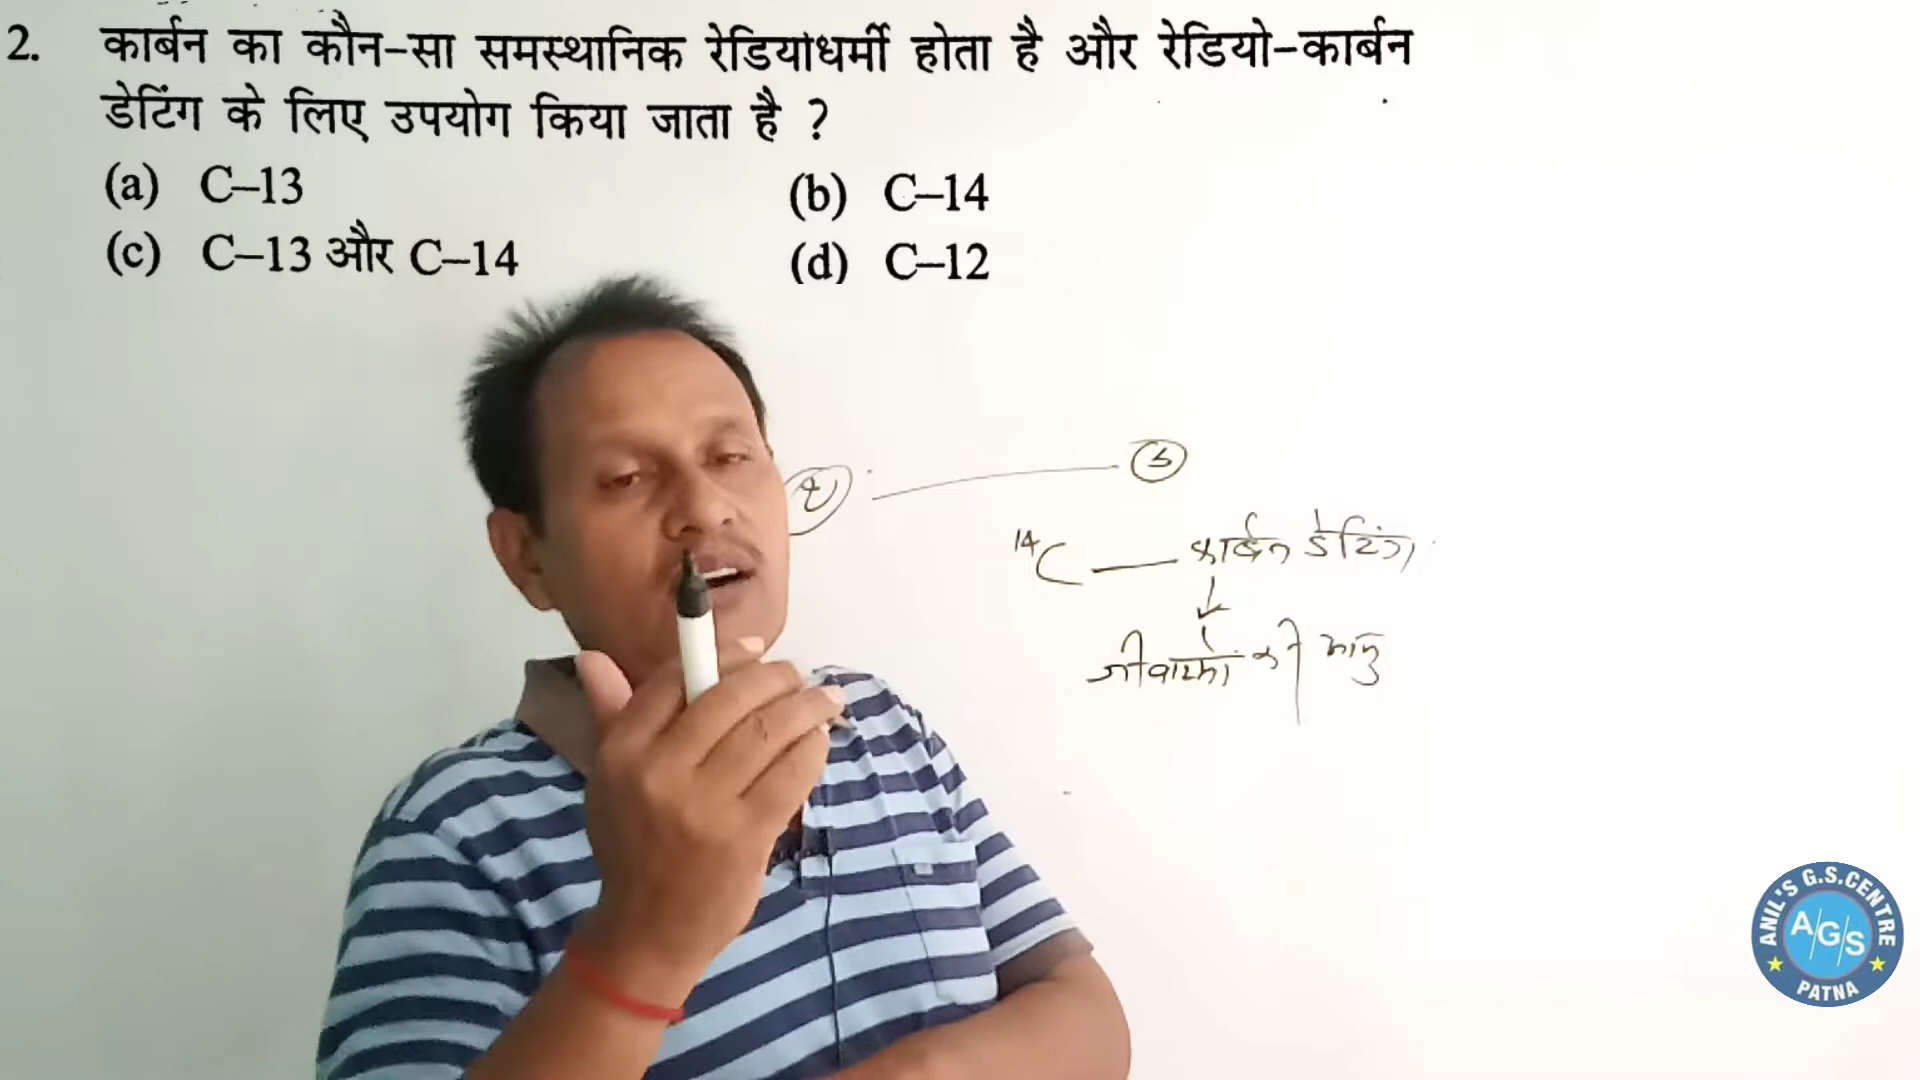 2. कार्बन का कौन-सा समस्थानिक रेडियोधर्मी होता है और रेडियो-कार्बन
डेटिंग के लिए उपयोग किया जाता है ?
(a) C–13 (b) C–14
(c) C–13 और C–14 (d) C–12
14C — कार्बन डेटिंग
जीवाश्मों की आयु
ANIL'S G.S.CENTRE
AGS
PATNA